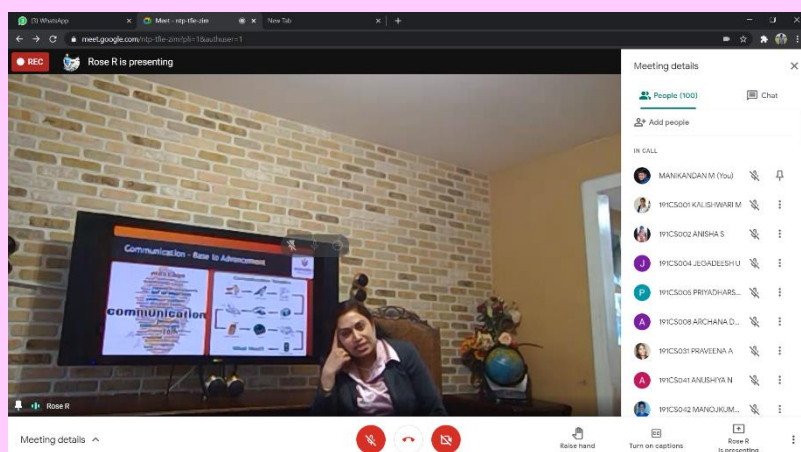 (3) WhatsApp
Meet - ntp-tfie-zim
New Tab
meet.google.com/ntp-tfie-zim?pli=1&authuser=1
REC
Rose R is presenting
Communication - Base to Advancement
message
communication
talk
Rose R
Meeting details
People (100)
Chat
Add people
IN CALL
MANIKANDAN M (You)
191CS001 KALISHWARI M
191CS002 ANISHA S
J
191CS004 JEGADEESH U
P
191CS006 PRIYADHARS...
A
191CS008 ARCHANA D...
191CS031 PRAVEENA A
A
191CS041 ANUSHIYA N
191CS042 MANOJKUM...
Meeting details
Raise hand
Turn on captions
Rose R
is presenting